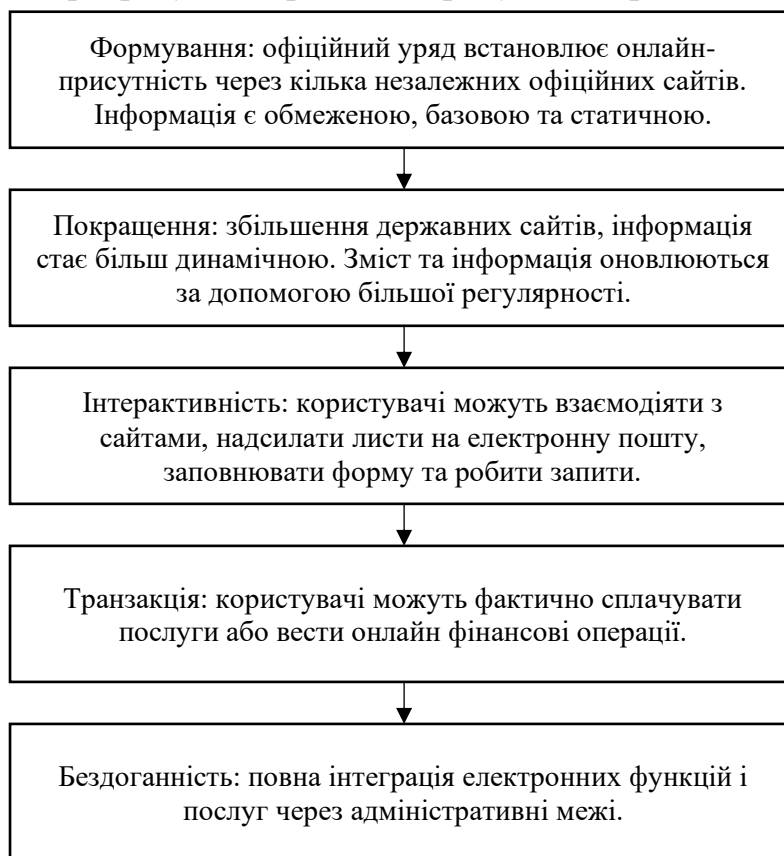 Формування: офіційний уряд встановлює онлайн-
присутність через кілька незалежних офіційних сайтів.
Інформація є обмеженою, базовою та статичною.
Покращення: збільшення державних сайтів, інформація
стає більш динамічною. Зміст та інформація оновлюються
за допомогою більшої регулярності.
Інтерактивність: користувачі можуть взаємодіяти з
сайтами, надсилати листи на електронну пошту,
заповнювати форму та робити запити.
Транзакція: користувачі можуть фактично сплачувати
послуги або вести онлайн фінансові операції.
Бездоганність: повна інтеграція електронних функцій і
послуг через адміністративні межі.